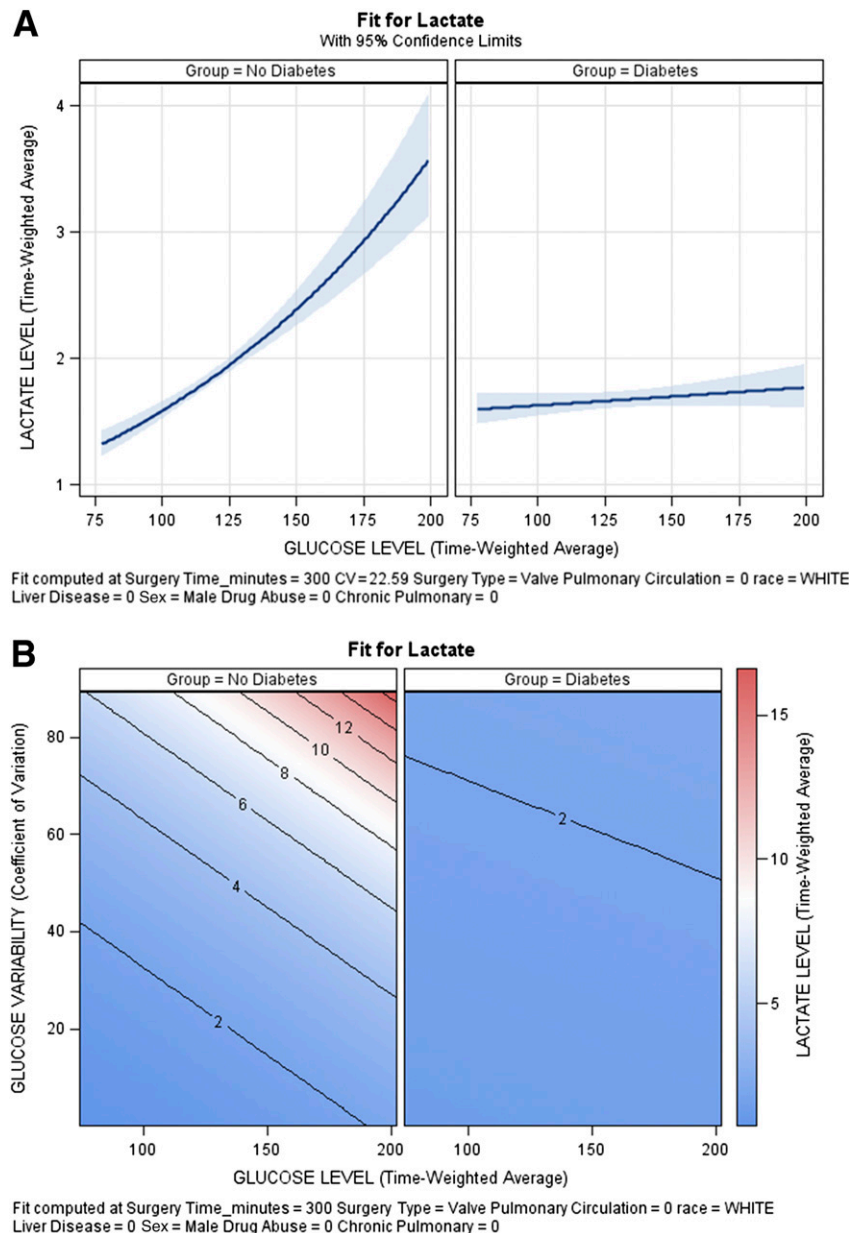 A
Fit for Lactate
With 95% Confidence Limits
Group = No Diabetes
Group = Diabetes
LACTATE LEVEL (Time-Weighted Average)
4
3
2
1
75 100 125 150 175 200
75 100 125 150 175 200
GLUCOSE LEVEL (Time-Weighted Average)
Fit computed at Surgery Time_minutes = 300 CV=22.59 Surgery Type = Valve Pulmonary Circulation = 0 race = WHITE
Liver Disease = 0 Sex = Male Drug Abuse = 0 Chronic Pulmonary = 0
B
Fit for Lactate
Group = No Diabetes
Group = Diabetes
GLUCOSE VARIABILITY (Coefficient of Variation)
80
60
40
20
12
10
8
6
4
2
2
15
10
5
LACTATE LEVEL (Time-Weighted Average)
100 150 200
100 150 200
GLUCOSE LEVEL (Time-Weighted Average)
Fit computed at Surgery Time_minutes = 300 Surgery Type = Valve Pulmonary Circulation = 0 race = WHITE
Liver Disease = 0 Sex = Male Drug Abuse = 0 Chronic Pulmonary = 0